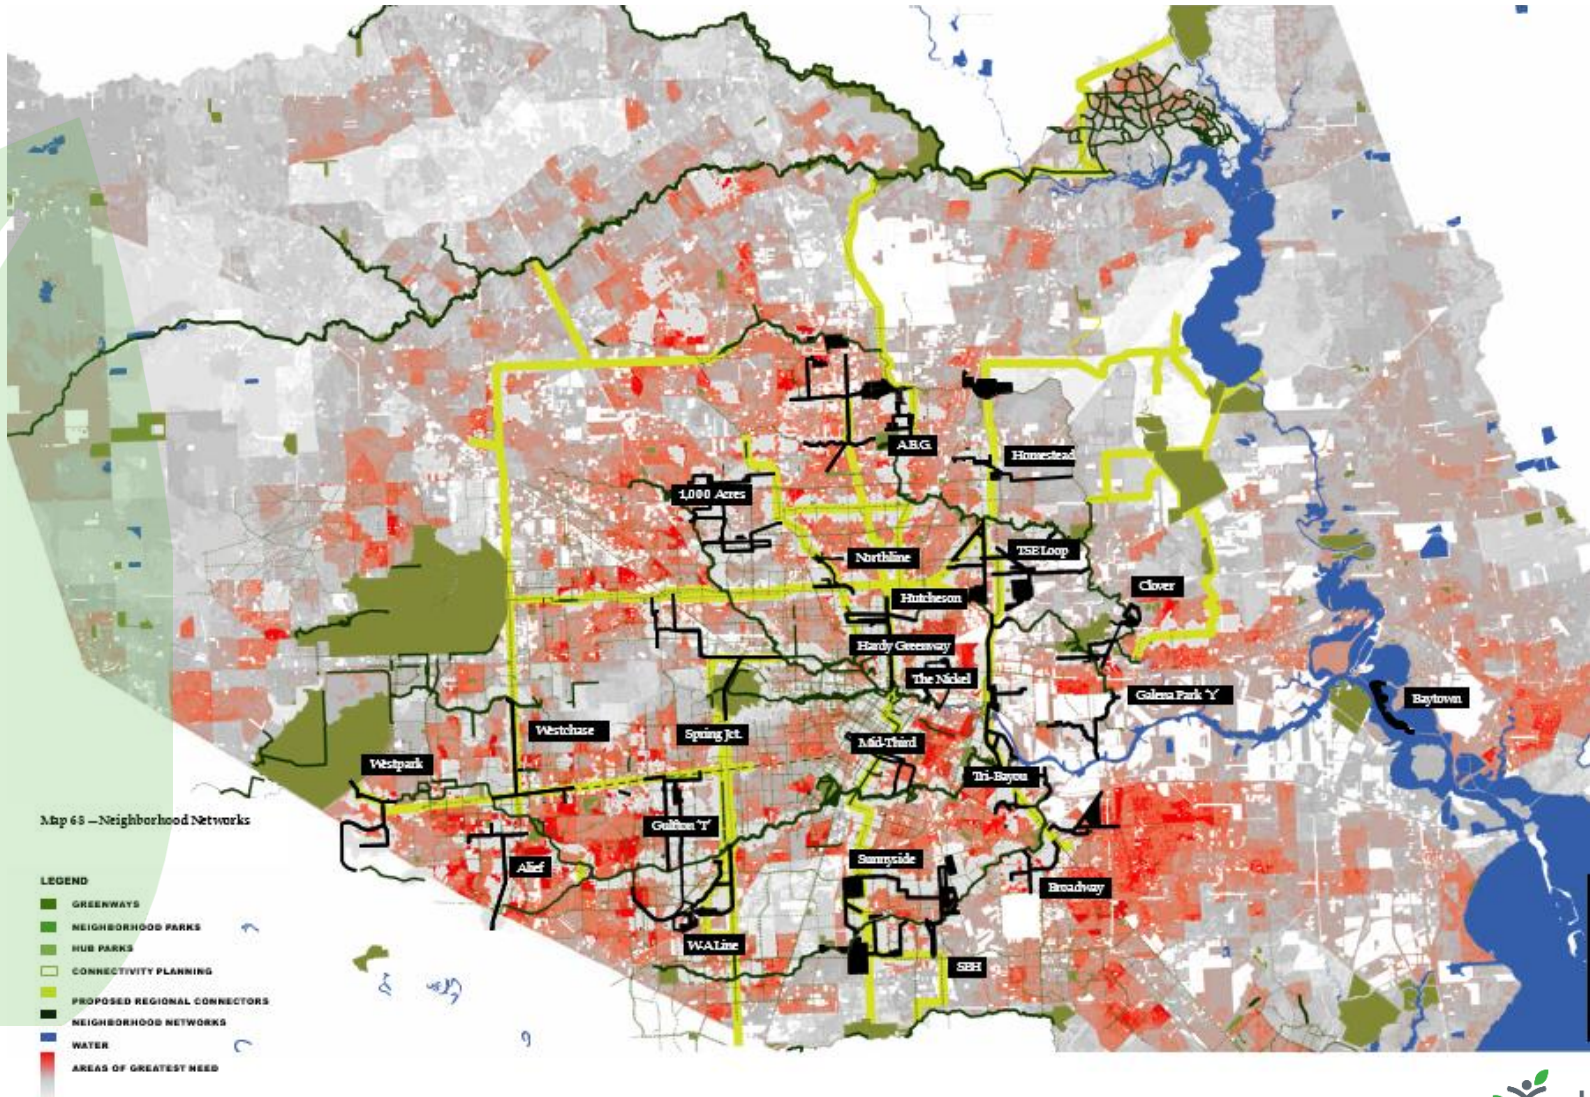 A.B.G.
Homestead
1,000 Acres
Northline
TSE Loop
Clover
Hutcheson
Hardy Greenway
The Nickel
Galena Park 'Y'
Baytown
Westchase
Spring Jct.
Mid-Third
Westpark
Tri-Bayou
Map 68 – Neighborhood Networks
Gulfton 'T'
Alief
Sunnyside
Broadway
W-A Line
SBH
LEGEND
GREENWAYS
NEIGHBORHOOD PARKS
HUB PARKS
CONNECTIVITY PLANNING
PROPOSED REGIONAL CONNECTORS
NEIGHBORHOOD NETWORKS
WATER
AREAS OF GREATEST NEED